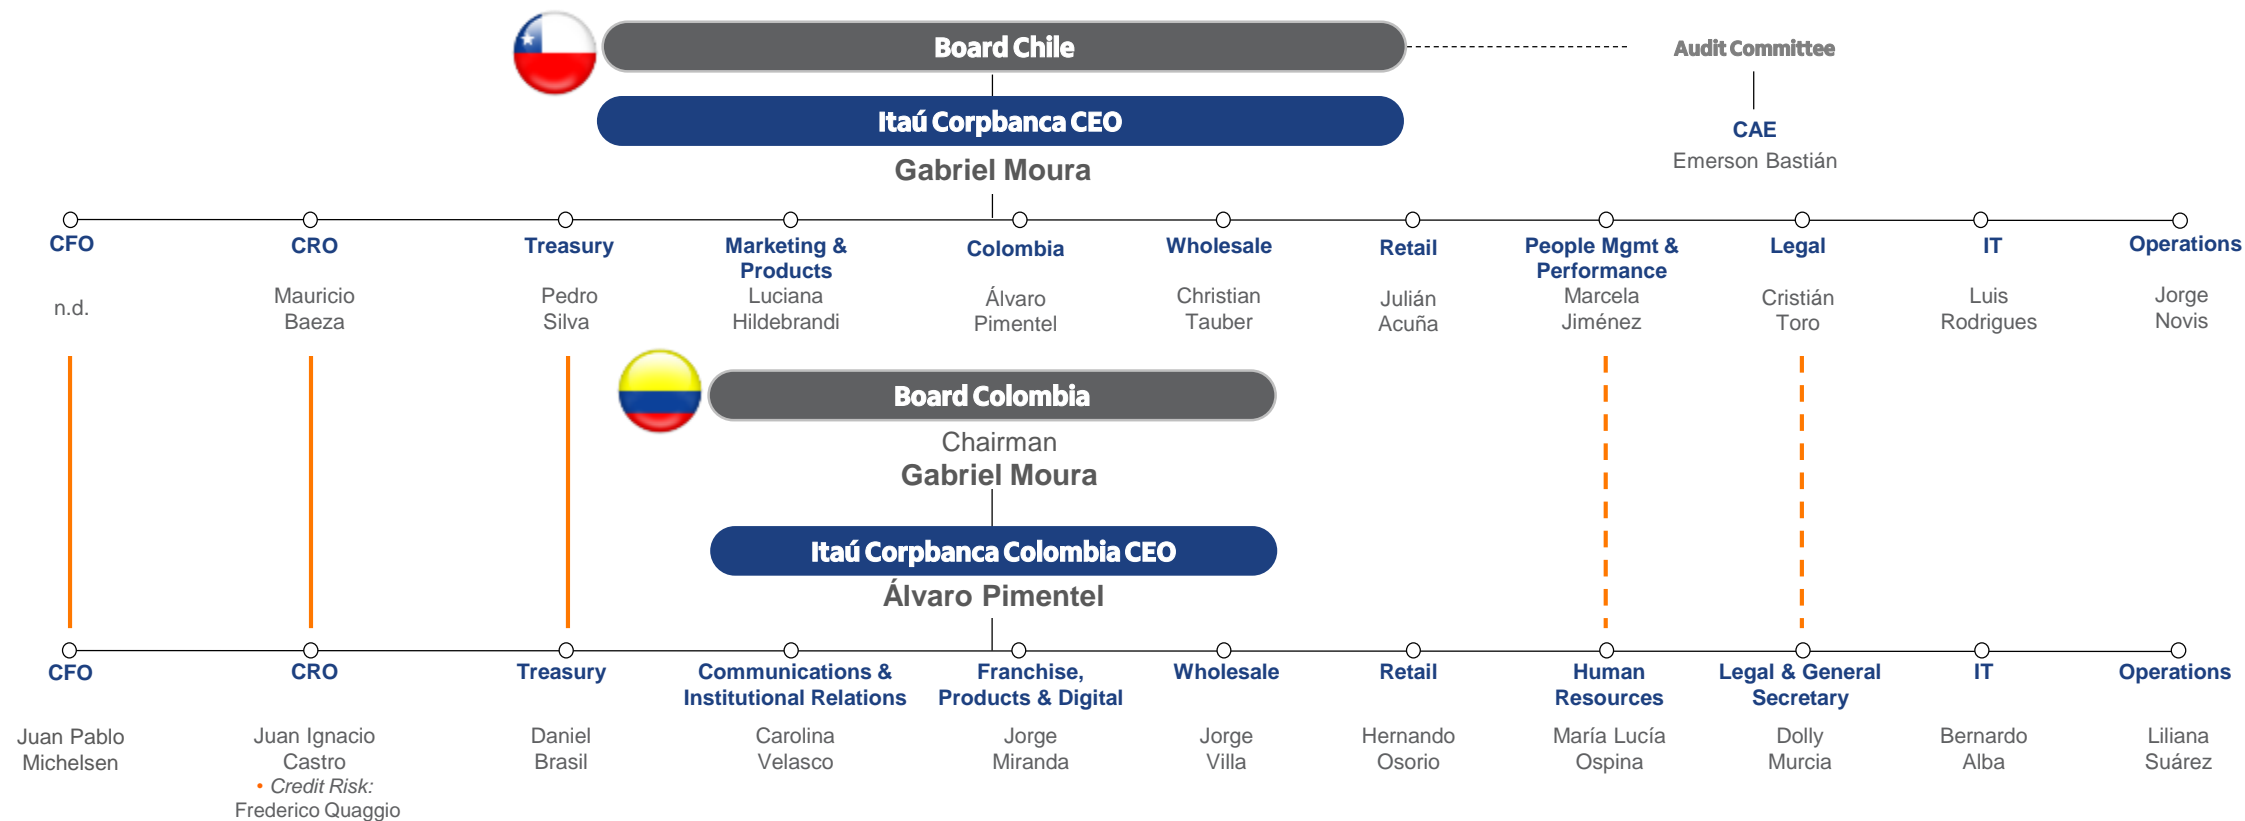 Board Chile
Audit Committee
Itaú Corpbanca CEO
CAE
Gabriel Moura
Emerson Bastián
CFO
n.d.
CRO
Mauricio
Baeza
Treasury
Pedro
Silva
Marketing &
Products
Luciana
Hildebrandi
Colombia
Álvaro
Pimentel
Wholesale
Christian
Tauber
Retail
Julián
Acuña
People Mgmt &
Performance
Marcela
Jiménez
Legal
Cristián
Toro
IT
Luis
Rodrigues
Operations
Jorge
Novis
Board Colombia
Chairman
Gabriel Moura
Itaú Corpbanca Colombia CEO
Álvaro Pimentel
CFO
Juan Pablo
Michelsen
CRO
Juan Ignacio
Castro
• Credit Risk:
Frederico Quaggio
Treasury
Daniel
Brasil
Communications &
Institutional Relations
Carolina
Velasco
Franchise,
Products & Digital
Jorge
Miranda
Wholesale
Jorge
Villa
Retail
Hernando
Osorio
Human
Resources
María Lucía
Ospina
Legal & General
Secretary
Dolly
Murcia
IT
Bernardo
Alba
Operations
Liliana
Suárez